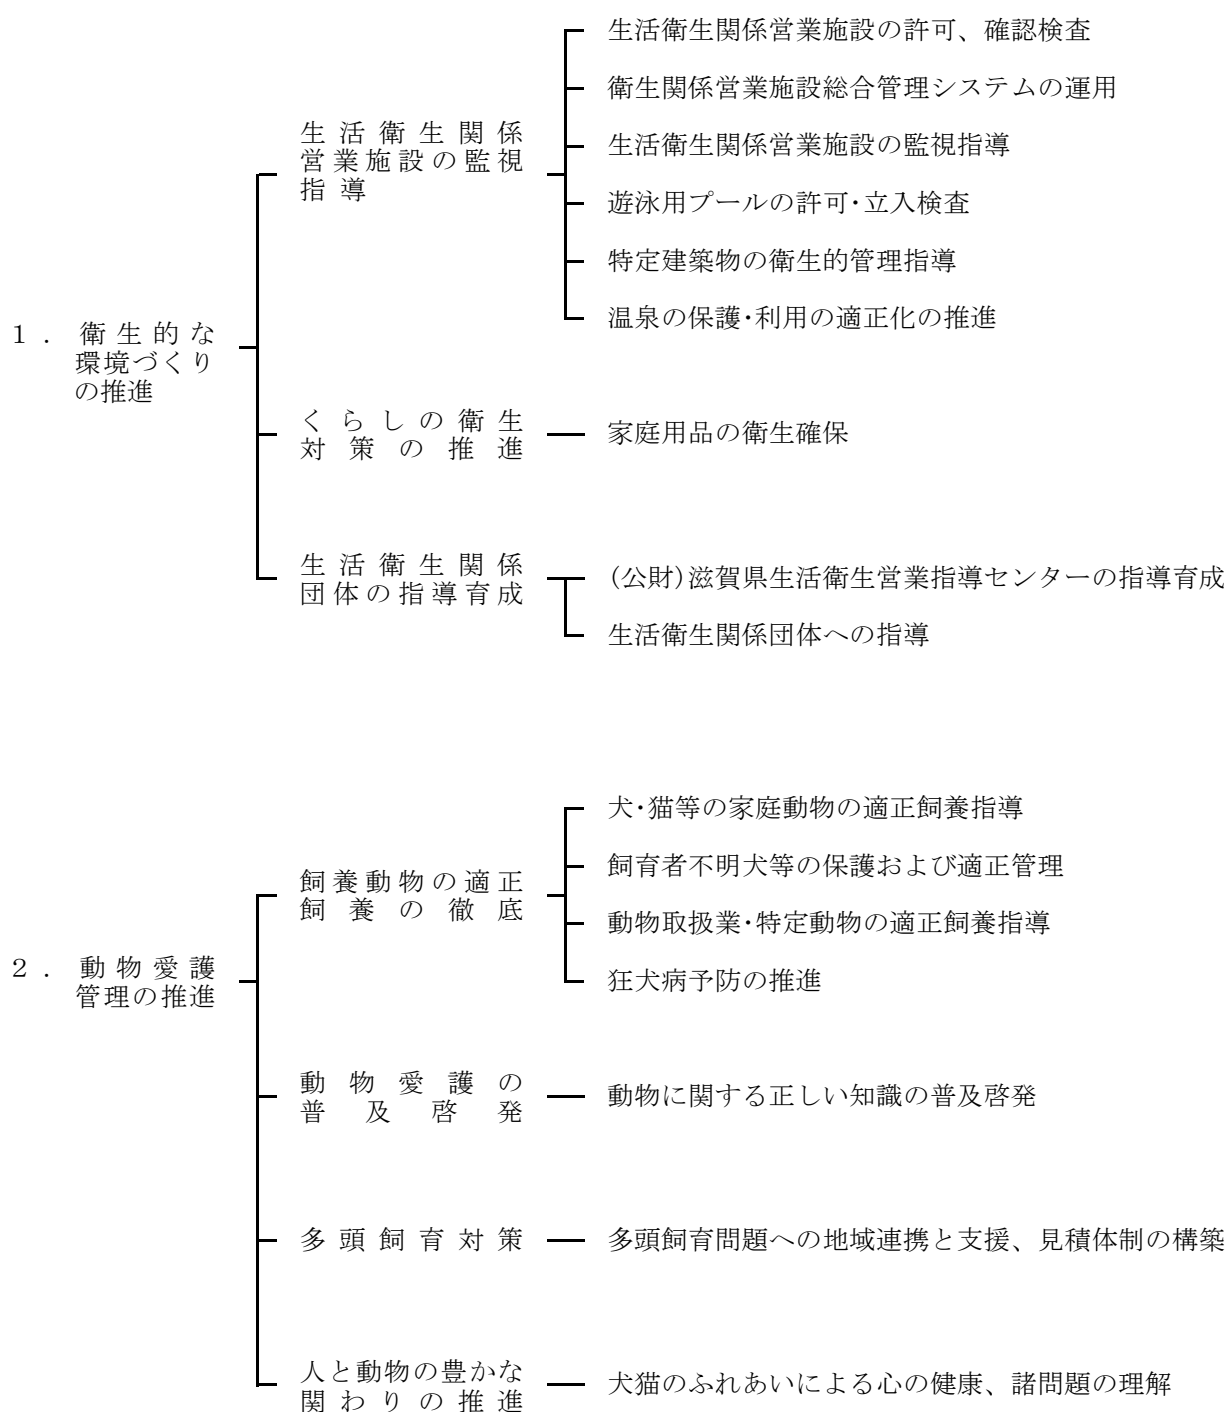 1. 衛生的な
環境づくり
の推進
生活衛生関係
営業施設の監視
指導
生活衛生関係営業施設の許可、確認検査
衛生関係営業施設総合管理システムの運用
生活衛生関係営業施設の監視指導
遊泳用プールの許可・立入検査
特定建築物の衛生的管理指導
温泉の保護・利用の適正化の推進
くらしの衛生
対策の推進
家庭用品の衛生確保
生活衛生関係
団体の指導育成
(公財)滋賀県生活衛生営業指導センターの指導育成
生活衛生関係団体への指導
2. 動物愛護
管理の推進
飼養動物の適正
飼養の徹底
犬・猫等の家庭動物の適正飼養指導
飼育者不明犬等の保護および適正管理
動物取扱業・特定動物の適正飼養指導
狂犬病予防の推進
動物愛護の
普及啓発
動物に関する正しい知識の普及啓発
多頭飼育対策
多頭飼育問題への地域連携と支援、見積体制の構築
人と動物の豊かな
関わりの推進
犬猫のふれあいによる心の健康、諸問題の理解